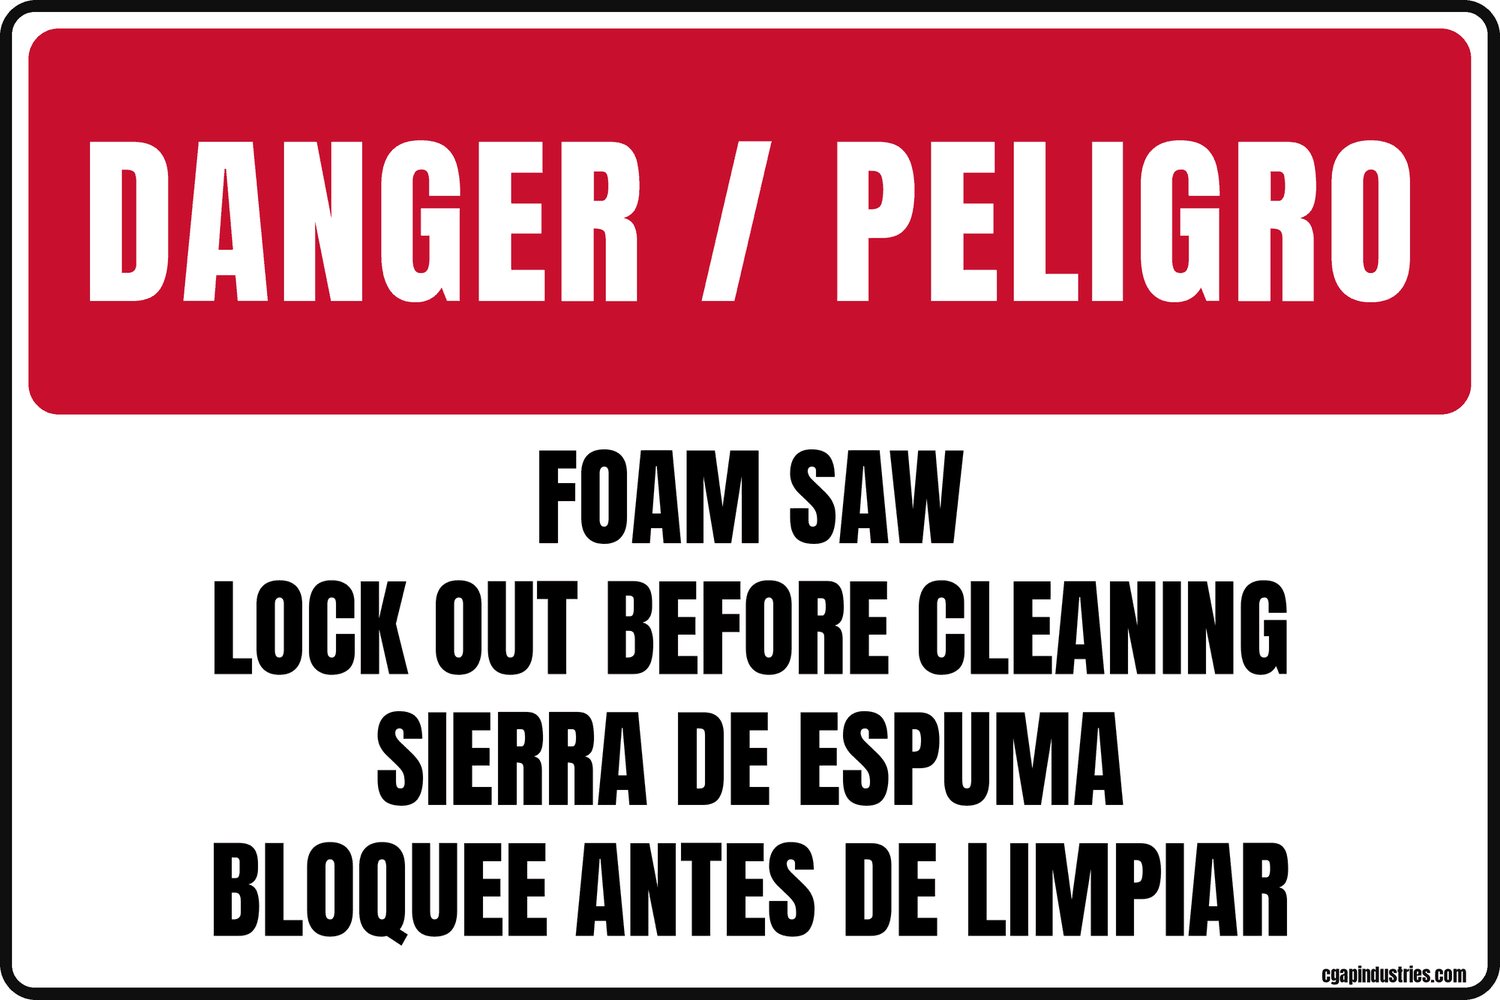 DANGER / PELIGRO
FOAM SAW
LOCK OUT BEFORE CLEANING
SIERRA DE ESPUMA
BLOQUEE ANTES DE LIMPIAR
cgapindustries.com